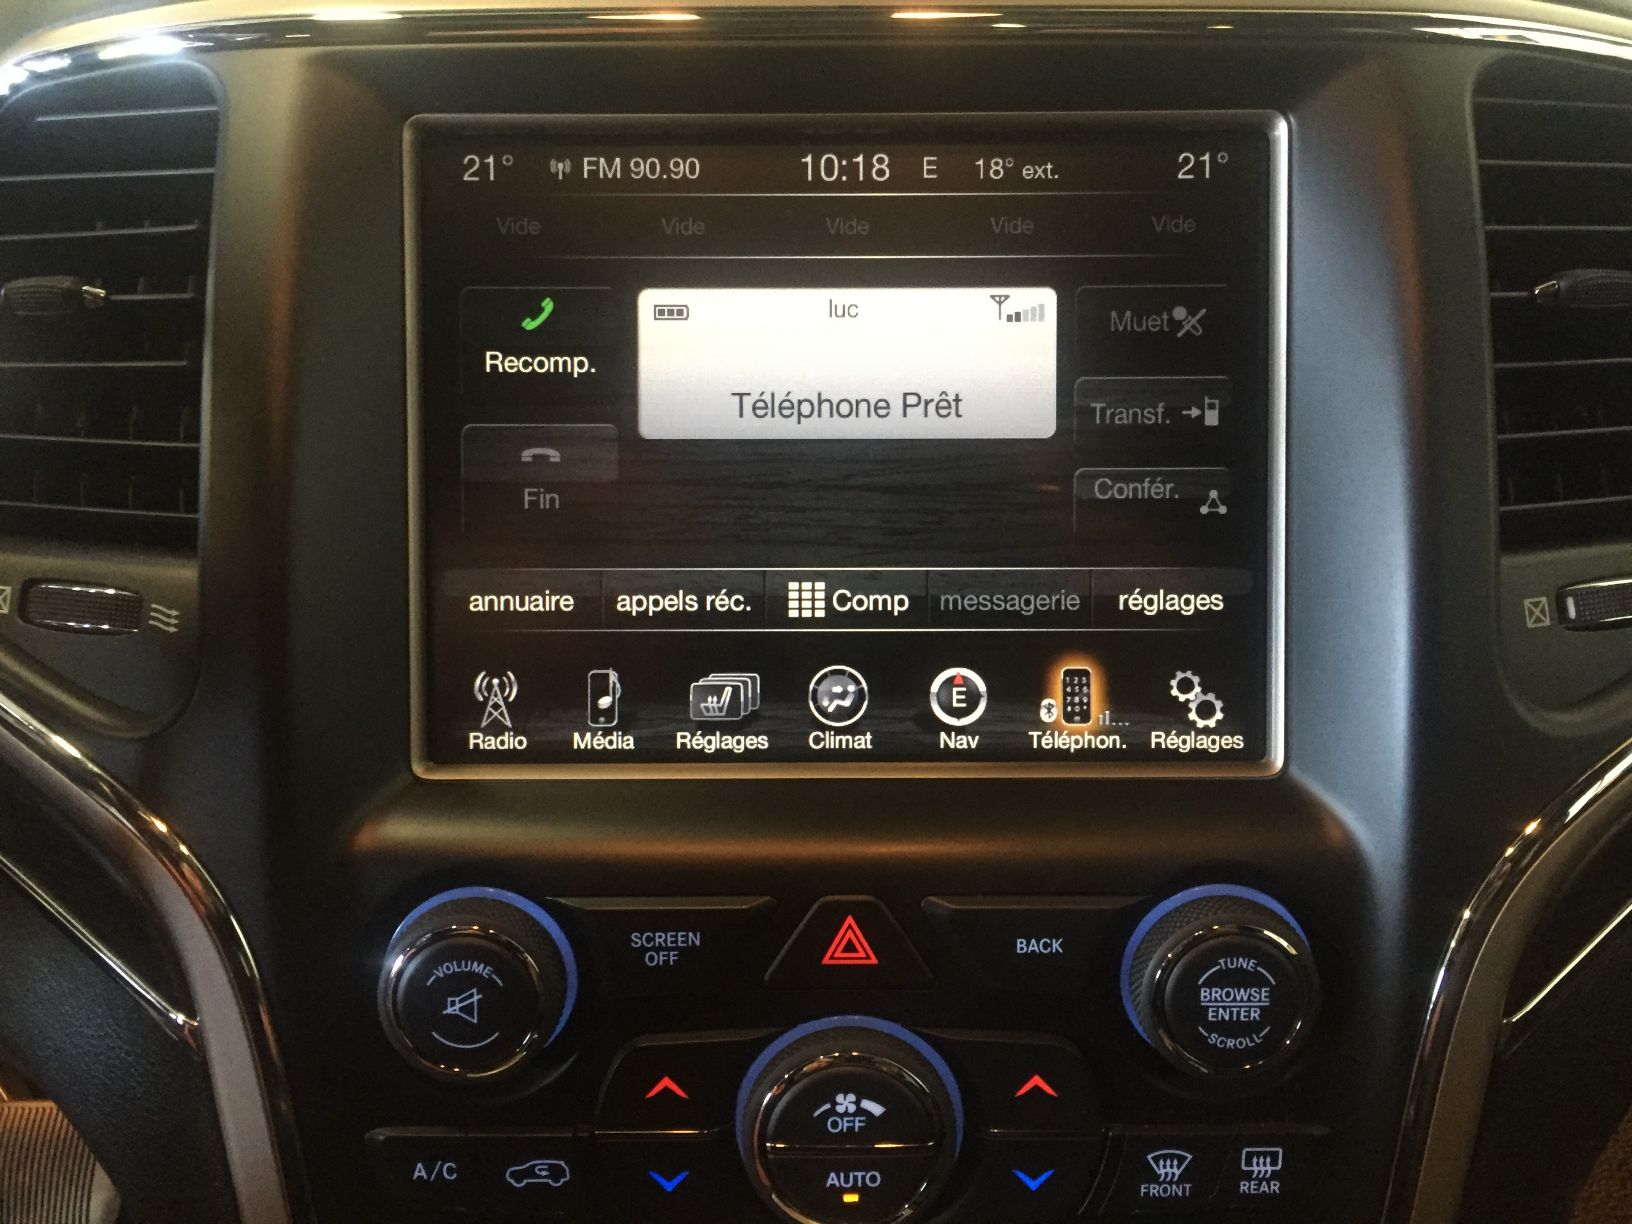 21° FM 90.90 10:18 E 18° ext. 21°
Vide Vide Vide Vide Vide
luc
Téléphone Prêt
Recomp.
Fin
Muet
Transf.
Confér.
annuaire appels réc. Comp messagerie réglages
E
Radio Média Réglages Climat Nav Téléphon. Réglages
VOLUME
SCREEN
OFF
BACK
TUNE
BROWSE
ENTER
SCROLL
OFF
AUTO
A/C
FRONT
REAR